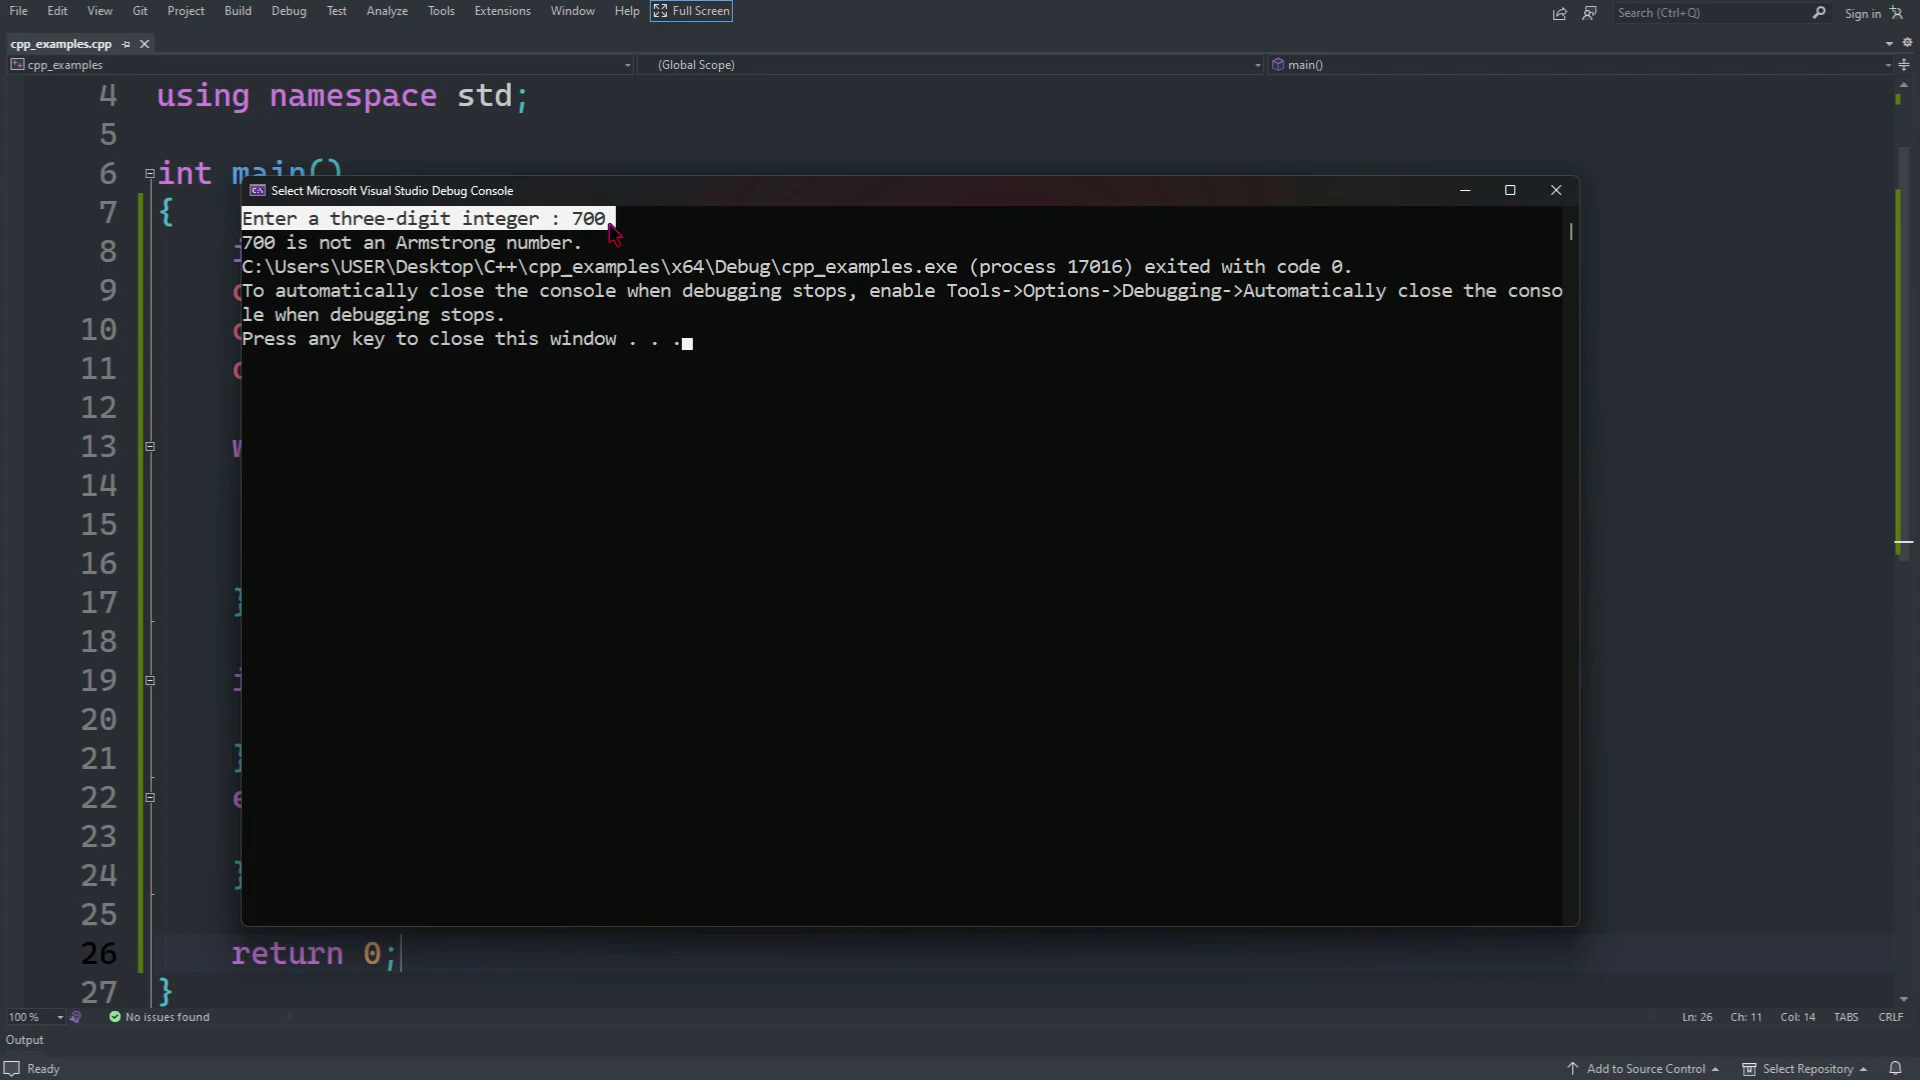 File Edit View Git Project Build Debug Test Analyze Tools Extensions Window Help Full Screen Search (Ctrl+Q) Sign in
cpp_examples.cpp
cpp_examples (Global Scope) main()
4 using namespace std;
5
6 int main()
Select Microsoft Visual Studio Debug Console
7 {
Enter a three-digit integer : 700
700 is not an Armstrong number.
C:\Users\USER\Desktop\C++\cpp_examples\x64\Debug\cpp_examples.exe (process 17016) exited with code 0.
To automatically close the console when debugging stops, enable Tools->Options->Debugging->Automatically close the conso
le when debugging stops.
Press any key to close this window . . .
8
9
10
11
12
13
14
15
16
17 }
18
19
20
21 }
22
23
24 }
25
26 return 0;
27 }
100 % No issues found Ln: 26 Ch: 11 Col: 14 TABS CRLF
Output
Ready Add to Source Control Select Repository